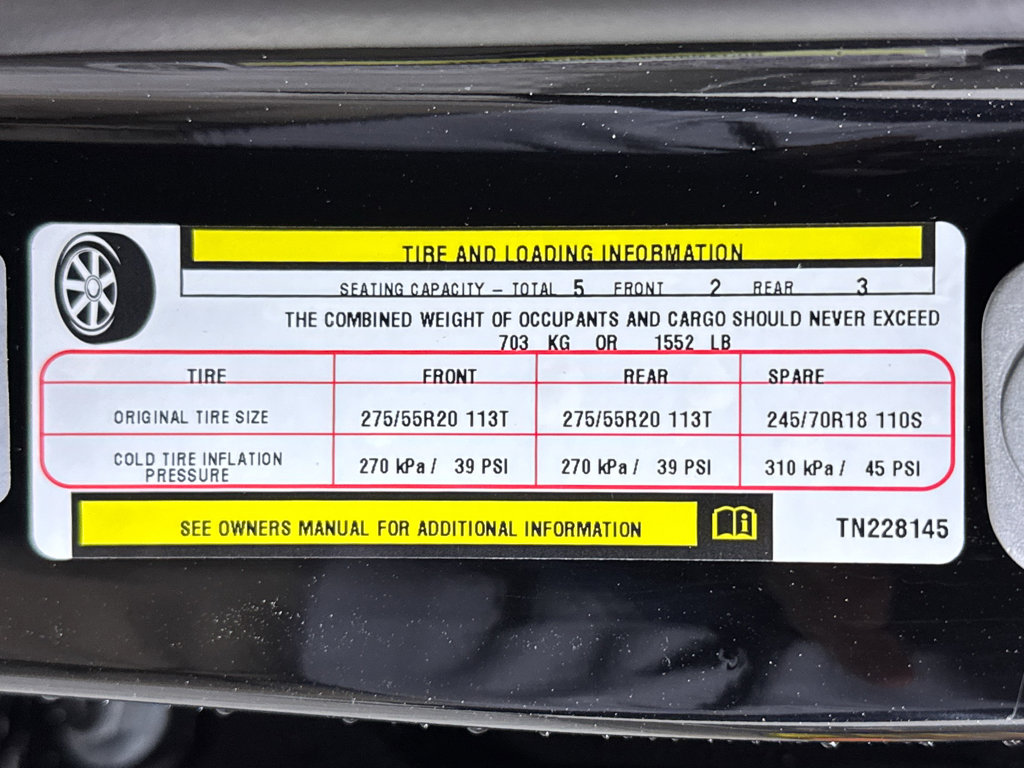 TIRE AND LOADING INFORMATION
SEATING CAPACITY – TOTAL 5 FRONT 2 REAR 3
THE COMBINED WEIGHT OF OCCUPANTS AND CARGO SHOULD NEVER EXCEED
703 KG OR 1552 LB
TIRE FRONT REAR SPARE
ORIGINAL TIRE SIZE 275/55R20 113T 275/55R20 113T 245/70R18 110S
COLD TIRE INFLATION
PRESSURE 270 kPa / 39 PSI 270 kPa / 39 PSI 310 kPa / 45 PSI
SEE OWNERS MANUAL FOR ADDITIONAL INFORMATION
TN228145